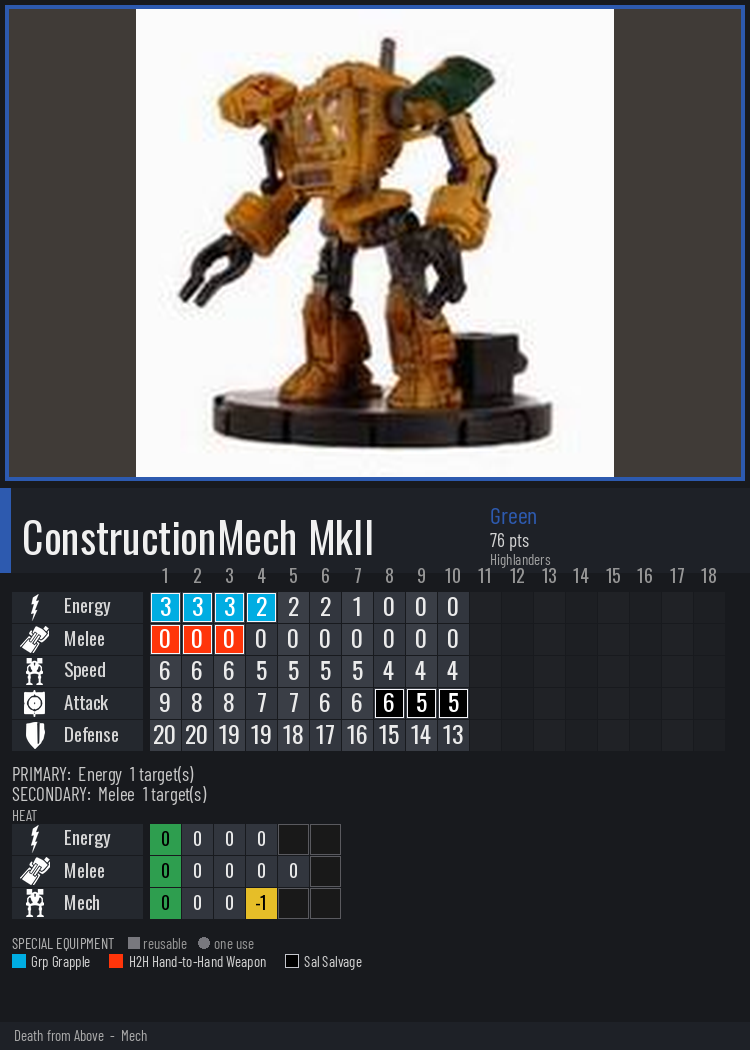 ConstructionMech MkII
Green
76 pts
Highlanders
1 2 3 4 5 6 7 8 9 10 11 12 13 14 15 16 17 18
Energy 3 3 3 2 2 2 1 0 0 0
Melee 0 0 0 0 0 0 0 0 0 0
Speed 6 6 6 5 5 5 5 4 4 4
Attack 9 8 8 7 7 6 6 6 5 5
Defense 20 20 19 19 18 17 16 15 14 13
PRIMARY: Energy 1 target(s)
SECONDARY: Melee 1 target(s)
HEAT
Energy 0 0 0 0
Melee 0 0 0 0 0
Mech 0 0 0 -1
SPECIAL EQUIPMENT reusable one use
Grp Grapple H2H Hand-to-Hand Weapon Sal Salvage
Death from Above - Mech